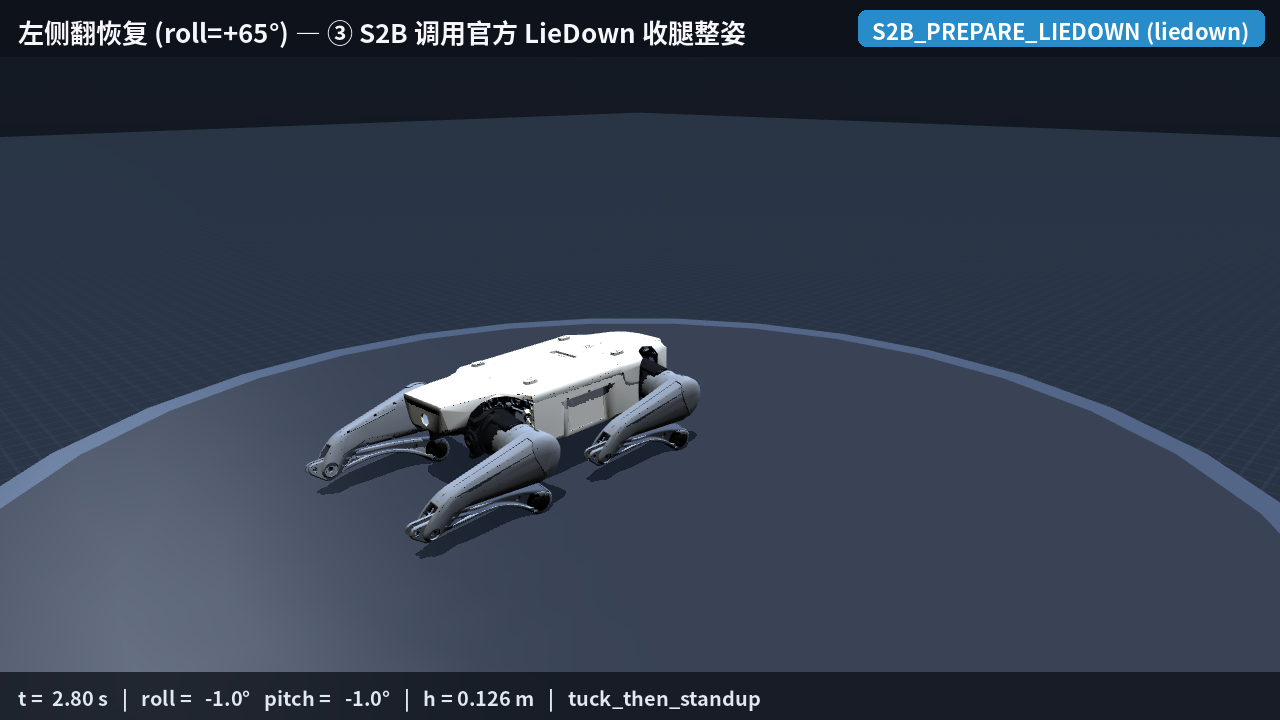 左侧翻恢复 (roll=+65°) — ③ S2B 调用官方 LieDown 收腿整姿
S2B_PREPARE_LIEDOWN (liedown)
t = 2.80 s | roll = -1.0° pitch = -1.0° | h = 0.126 m | tuck_then_standup